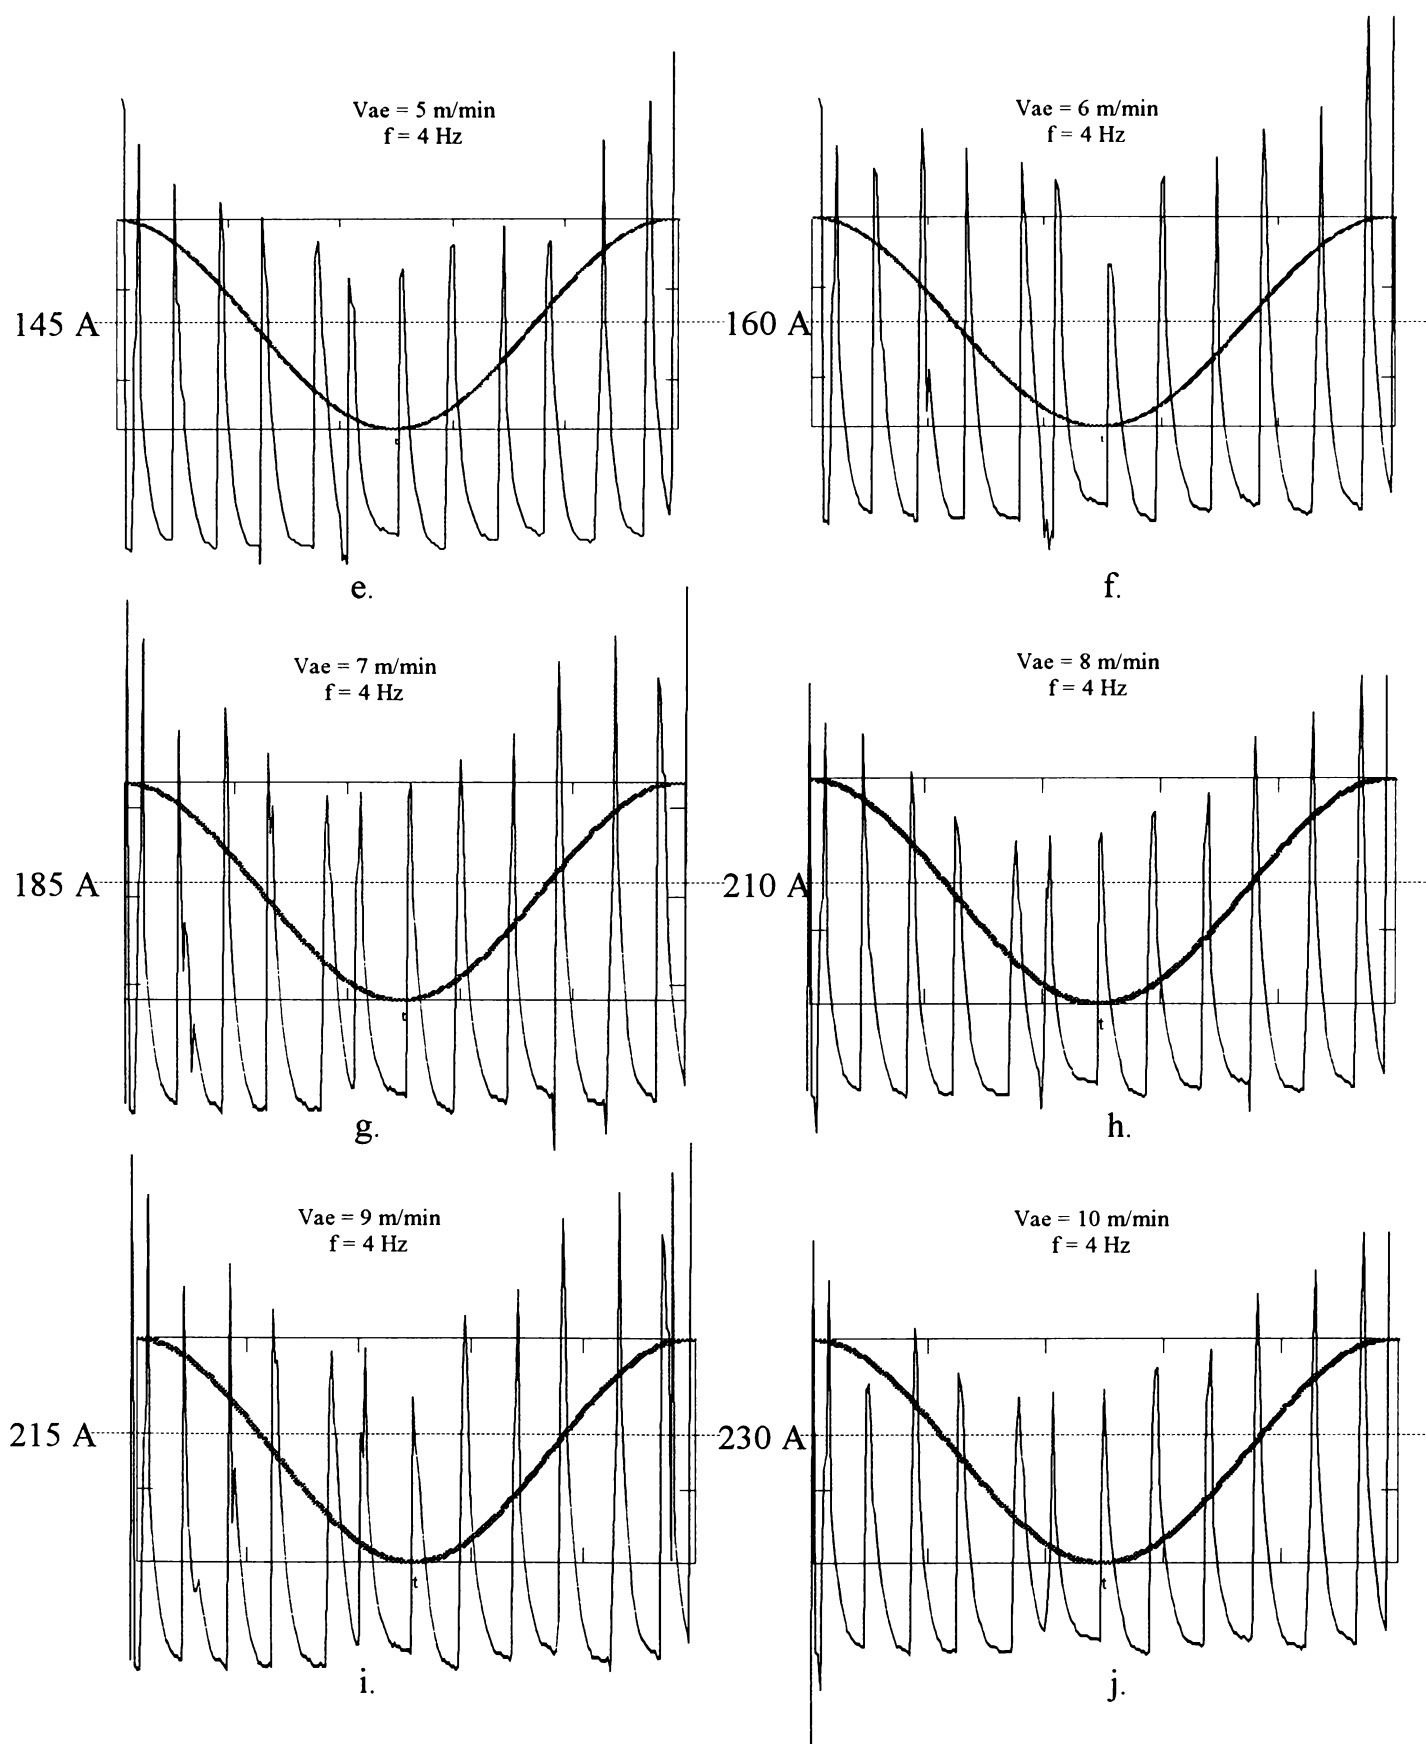 Vae = 5 m/min
f = 4 Hz
145 A
t
e.
Vae = 6 m/min
f = 4 Hz
160 A
t
f.
Vae = 7 m/min
f = 4 Hz
185 A
t
g.
Vae = 8 m/min
f = 4 Hz
210 A
t
h.
Vae = 9 m/min
f = 4 Hz
215 A
t
i.
Vae = 10 m/min
f = 4 Hz
230 A
t
j.